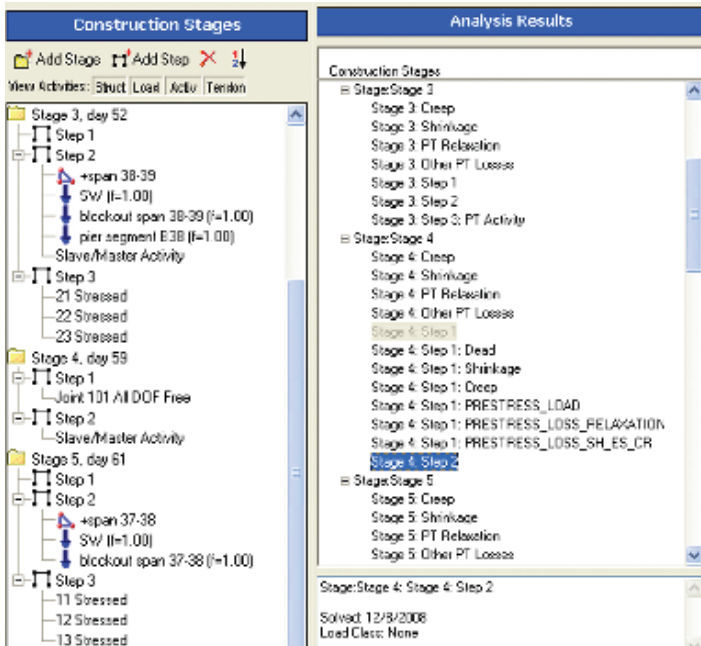 Construction Stages
Add Stage Add Step
View Activities: Struct Load Activ Tendon
Stage 3, day 52
Step 1
Step 2
+span 38-39
SW (f=1.00)
blockout span 38-39 (f=1.00)
pier segment B38 (f=1.00)
Slave/Master Activity
Step 3
21 Stressed
22 Stressed
23 Stressed
Stage 4, day 59
Step 1
Joint 101 All DOF Free
Step 2
Slave/Master Activity
Stage 5, day 61
Step 1
Step 2
+span 37-38
SW (f=1.00)
blockout span 37-38 (f=1.00)
Step 3
11 Stressed
12 Stressed
13 Stressed
Analysis Results
Construction Stages
Stage:Stage 3
Stage 3: Creep
Stage 3: Shrinkage
Stage 3: PT Relaxation
Stage 3: Other PT Losses
Stage 3: Step 1
Stage 3: Step 2
Stage 3: Step 3: PT Activity
Stage:Stage 4
Stage 4: Creep
Stage 4: Shrinkage
Stage 4: PT Relaxation
Stage 4: Other PT Losses
Stage 4: Step 1
Stage 4: Step 1: Dead
Stage 4: Step 1: Shrinkage
Stage 4: Step 1: Creep
Stage 4: Step 1: PRESTRESS_LOAD
Stage 4: Step 1: PRESTRESS_LOSS_RELAXATION
Stage 4: Step 1: PRESTRESS_LOSS_SH_ES_CR
Stage 4: Step 2
Stage:Stage 5
Stage 5: Creep
Stage 5: Shrinkage
Stage 5: PT Relaxation
Stage 5: Other PT Losses
Stage:Stage 4: Stage 4: Step 2
Solved: 12/8/2008
Load Class: None